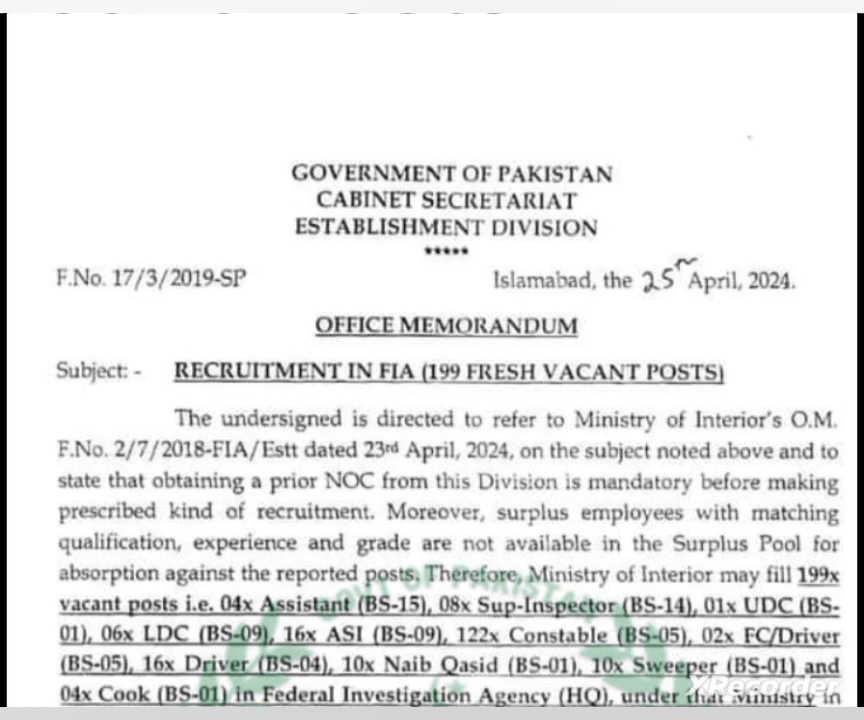 GOVERNMENT OF PAKISTAN
CABINET SECRETARIAT
ESTABLISHMENT DIVISION
*****
F.No. 17/3/2019-SP Islamabad, the 25th April, 2024.
OFFICE MEMORANDUM
Subject: - RECRUITMENT IN FIA (199 FRESH VACANT POSTS)
The undersigned is directed to refer to Ministry of Interior's O.M.
F.No. 2/7/2018-FIA/Estt dated 23rd April, 2024, on the subject noted above and to
state that obtaining a prior NOC from this Division is mandatory before making
prescribed kind of recruitment. Moreover, surplus employees with matching
qualification, experience and grade are not available in the Surplus Pool for
absorption against the reported posts. Therefore, Ministry of Interior may fill 199x
vacant posts i.e. 04x Assistant (BS-15), 08x Sup-Inspector (BS-14), 01x UDC (BS-
01), 06x LDC (BS-09), 16x ASI (BS-09), 122x Constable (BS-05), 02x FC/Driver
(BS-05), 16x Driver (BS-04), 10x Naib Qasid (BS-01), 10x Sweeper (BS-01) and
04x Cook (BS-01) in Federal Investigation Agency (HQ), under that Ministry in
GOVT OF PAKISTAN
XRecorder